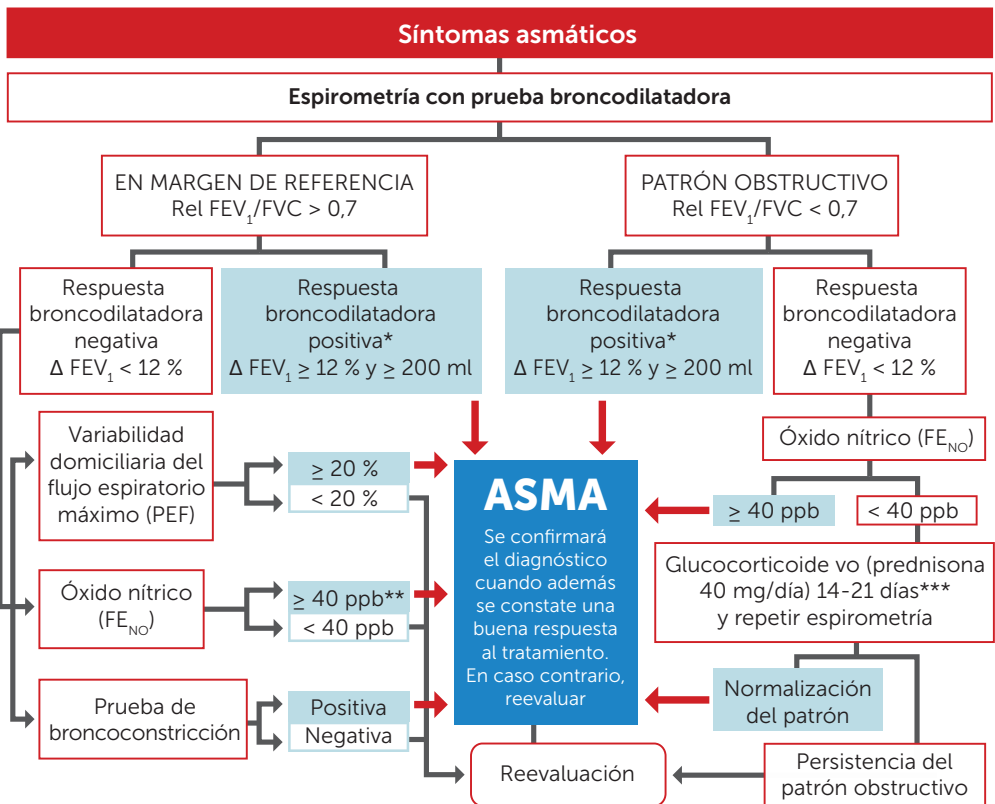 Síntomas asmáticos
Espirometría con prueba broncodilatadora
EN MARGEN DE REFERENCIA
Rel FEV₁/FVC > 0,7
PATRÓN OBSTRUCTIVO
Rel FEV₁/FVC < 0,7
Respuesta
broncodilatadora
negativa
Δ FEV₁ < 12 %
Respuesta
broncodilatadora
positiva*
Δ FEV₁ ≥ 12 % y ≥ 200 ml
Respuesta
broncodilatadora
positiva*
Δ FEV₁ ≥ 12 % y ≥ 200 ml
Respuesta
broncodilatadora
negativa
Δ FEV₁ < 12 %
Variabilidad
domiciliaria del
flujo espiratorio
máximo (PEF)
≥ 20 %
< 20 %
Óxido nítrico
(FE_NO)
≥ 40 ppb**
< 40 ppb
Prueba de
broncoconstricción
Positiva
Negativa
ASMA
Se confirmará
el diagnóstico
cuando además
se constate una
buena respuesta
al tratamiento.
En caso contrario,
reevaluar
Óxido nítrico (FE_NO)
≥ 40 ppb
< 40 ppb
Glucocorticoide vo (prednisona
40 mg/día) 14-21 días***
y repetir espirometría
Normalización
del patrón
Persistencia del
patrón obstructivo
Reevaluación